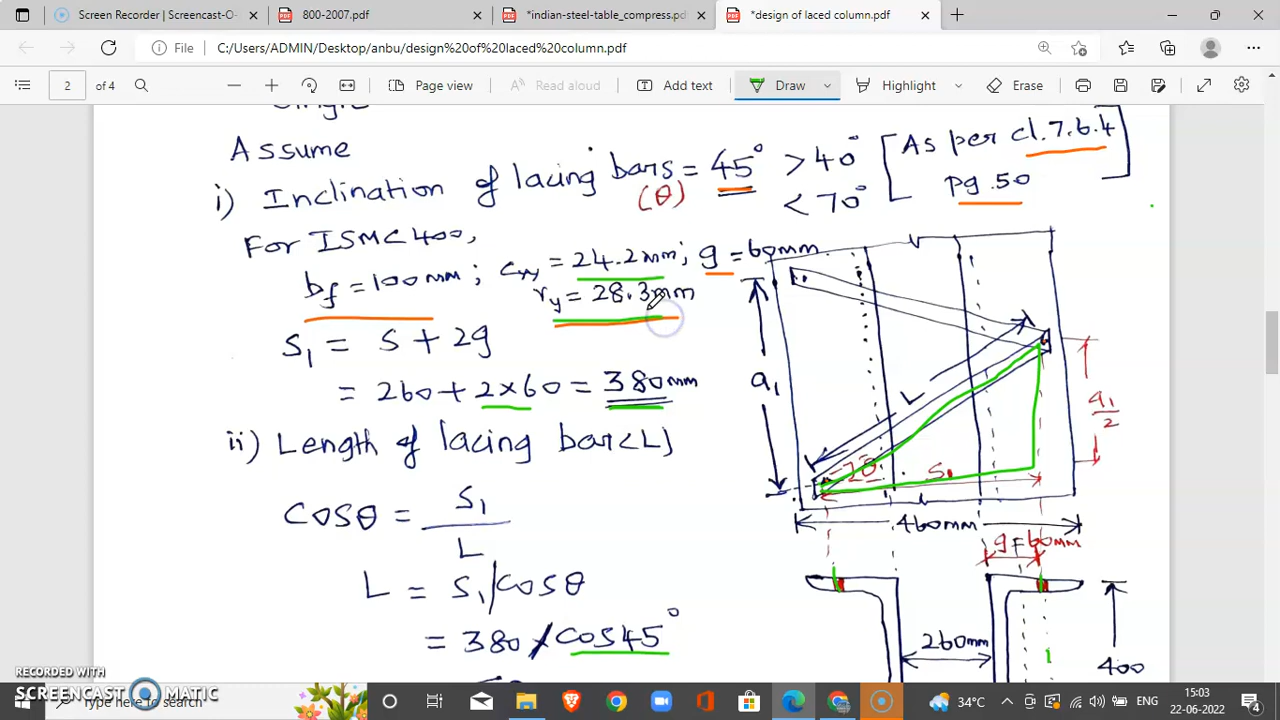 Screen Recorder | Screencast-O-
800-2007.pdf
*indian-steel-table_compress.pd
*design of laced column.pdf
File
C:/Users/ADMIN/Desktop/anbu/design%20of%20laced%20column.pdf
2
of 4
Page view
Read aloud
Add text
Draw
Highlight
Erase
Single
Assume
i) Inclination of lacing bars = 45° > 40° [As per cl.7.6.4]
(θ)
< 70°
pg.50
For ISMC 400,
bf = 100mm; Cyy = 24.2mm; g = 60mm
ry = 28.3mm
S1 = S + 2g
= 260 + 2×60 = 380mm
ii) Length of lacing bar (L)
cosθ = S1
L
L = S1/cosθ
= 380/cos45°
a1
L
a1
2
S1
460mm
g = 60mm
260mm
400
RECORDED WITH
SCREENCAST MATIC
34°C
ENG
15:03
22-06-2022
4